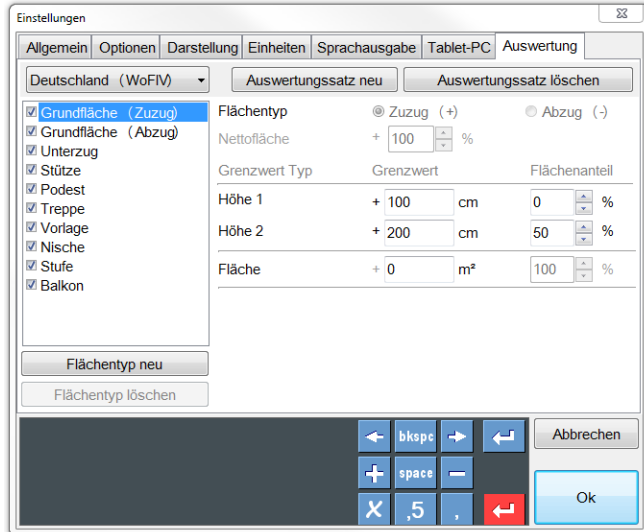 Einstellungen
Allgemein Optionen Darstellung Einheiten Sprachausgabe Tablet-PC Auswertung
Deutschland (WoFIV) Auswertungssatz neu Auswertungssatz löschen
Grundfläche (Zuzug) Flächentyp Zuzug (+) Abzug (-)
Grundfläche (Abzug) Nettofläche + 100 %
Unterzug
Stütze Grenzwert Typ Grenzwert Flächenanteil
Podest
Treppe Höhe 1 + 100 cm 0 %
Vorlage Höhe 2 + 200 cm 50 %
Nische
Stufe Fläche + 0 m² 100 %
Balkon
Flächentyp neu
Flächentyp löschen
bkspc Abbrechen
+ space −
X ,5 , Ok